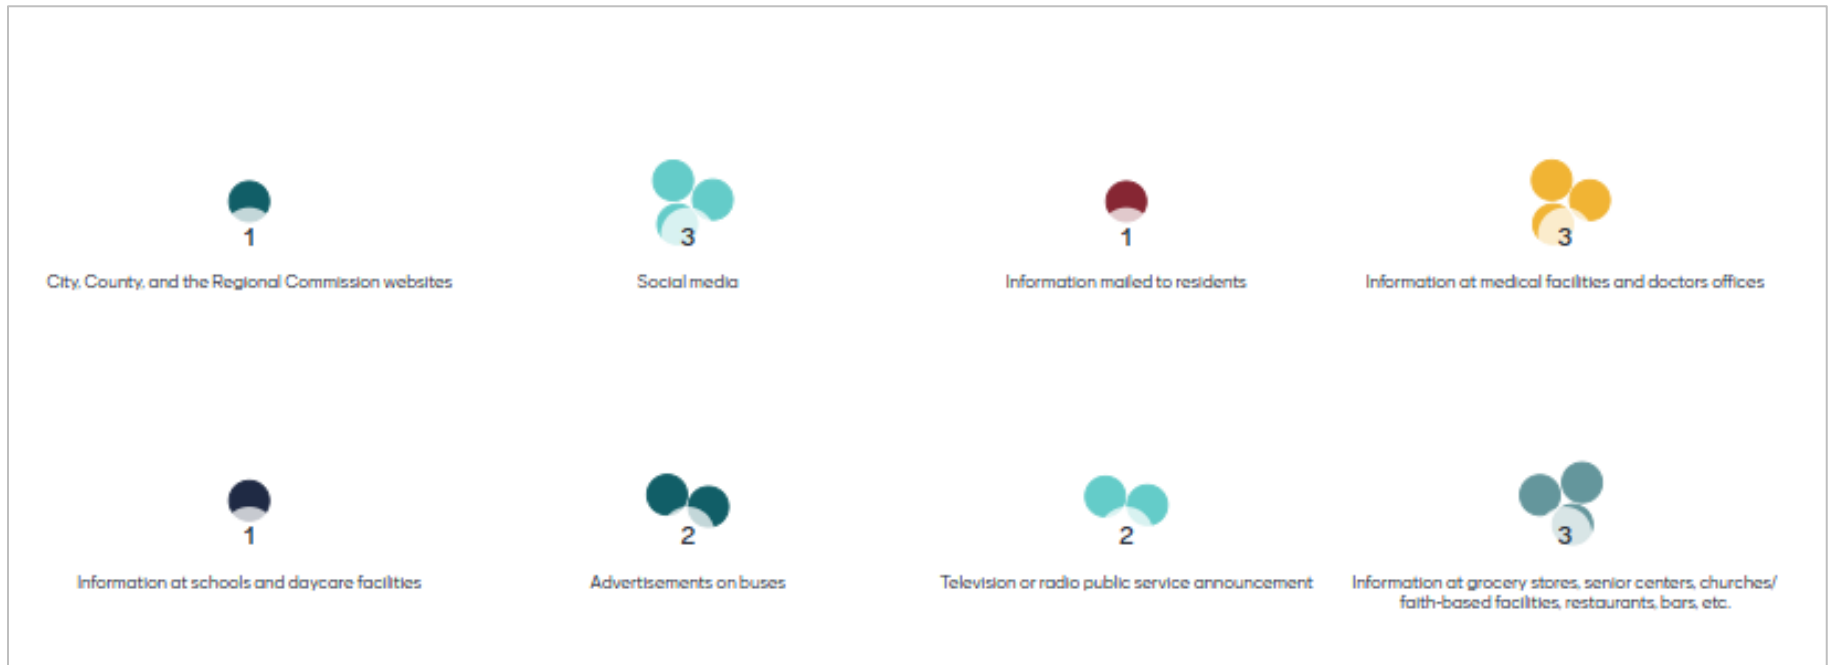 1
3
1
3
City, County, and the Regional Commission websites
Social media
Information mailed to residents
Information at medical facilities and doctors offices
1
2
2
3
Information at schools and daycare facilities
Advertisements on buses
Television or radio public service announcement
Information at grocery stores, senior centers, churches/
faith-based facilities, restaurants, bars, etc.